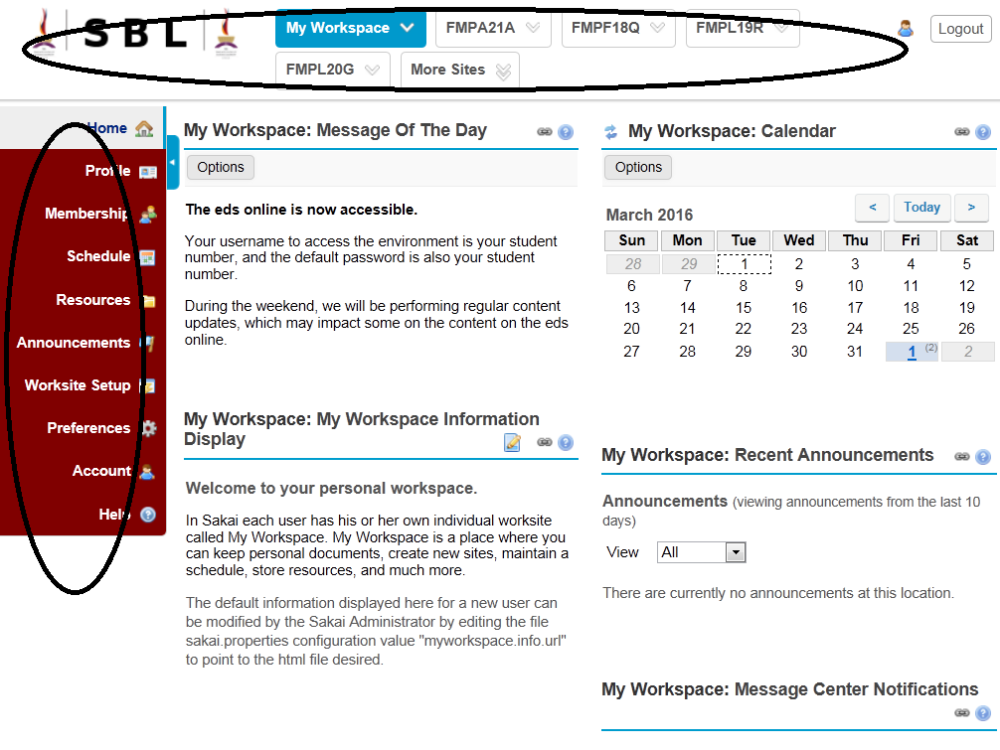 SBL
My Workspace
FMPA21A
FMPF18Q
FMPL19R
Logout
FMPL20G
More Sites
Home
Profile
Membership
Schedule
Resources
Announcements
Worksite Setup
Preferences
Account
Help
My Workspace: Message Of The Day
Options
The eds online is now accessible.
Your username to access the environment is your student
number, and the default password is also your student
number.
During the weekend, we will be performing regular content
updates, which may impact some on the content on the eds
online.
My Workspace: My Workspace Information
Display
Welcome to your personal workspace.
In Sakai each user has his or her own individual worksite
called My Workspace. My Workspace is a place where you
can keep personal documents, create new sites, maintain a
schedule, store resources, and much more.
The default information displayed here for a new user can
be modified by the Sakai Administrator by editing the file
sakai.properties configuration value "myworkspace.info.url"
to point to the html file desired.
My Workspace: Calendar
Options
March 2016
< Today >
Sun Mon Tue Wed Thu Fri Sat
28 29 1 2 3 4 5
6 7 8 9 10 11 12
13 14 15 16 17 18 19
20 21 22 23 24 25 26
27 28 29 30 31 1 (2) 2
My Workspace: Recent Announcements
Announcements (viewing announcements from the last 10
days)
View All
There are currently no announcements at this location.
My Workspace: Message Center Notifications